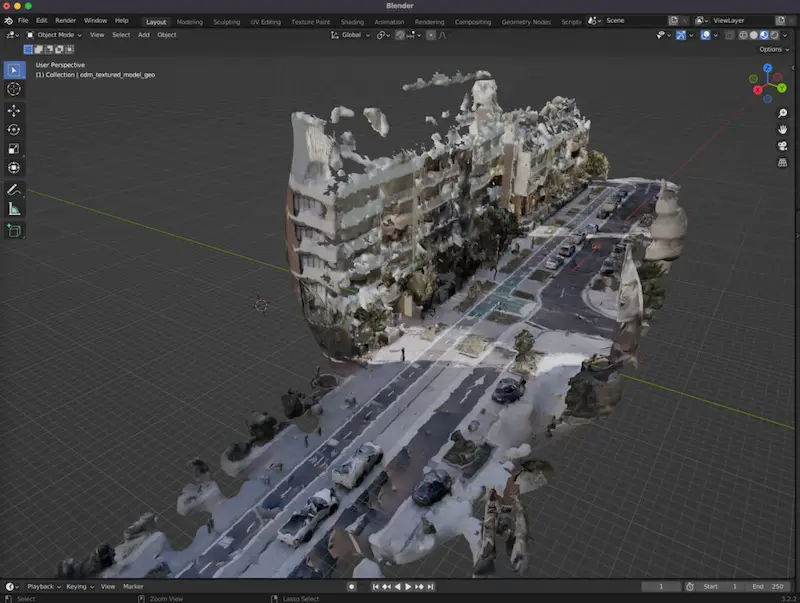 Blender
File Edit Render Window Help Layout Modeling Sculpting UV Editing Texture Paint Shading Animation Rendering Compositing Geometry Nodes Scripti Scene ViewLayer
Object Mode View Select Add Object Global
Options
User Perspective
(1) Collection | odm_textured_model_geo
Z
Y
X
Playback Keying View Marker 1 Start 1 End 250
Select Zoom View Lasso Select 3.2.2